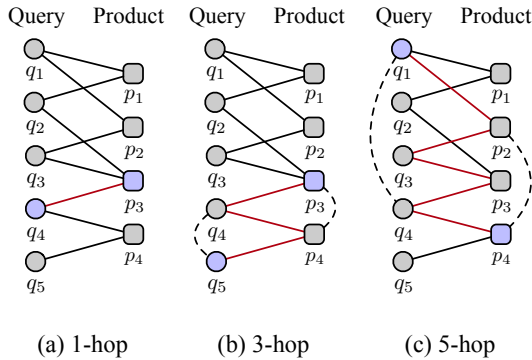 Query Product Query Product Query Product
q1 q1 q1
p1 p1 p1
q2 q2 q2
p2 p2 p2
q3 q3 q3
p3 p3 p3
q4 q4 q4
p4 p4 p4
q5 q5 q5
(a) 1-hop (b) 3-hop (c) 5-hop